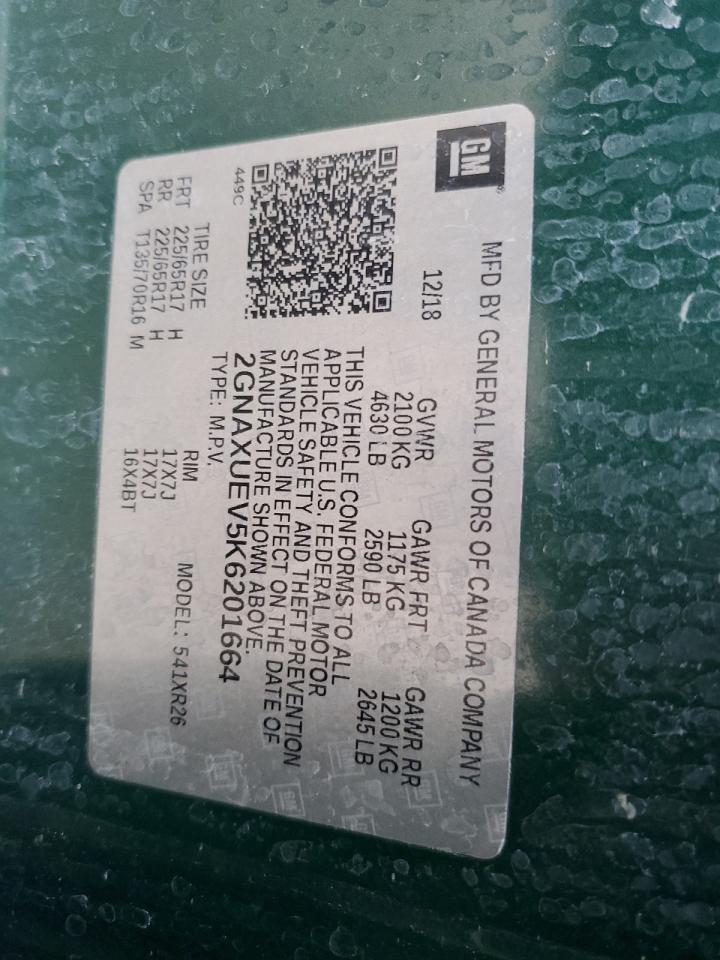 GM
MFD BY GENERAL MOTORS OF CANADA COMPANY
12/18
GVWR GAWR FRT GAWR RR
2100 KG 1175 KG 1200 KG
4630 LB 2590 LB 2645 LB
THIS VEHICLE CONFORMS TO ALL
APPLICABLE U.S. FEDERAL MOTOR
VEHICLE SAFETY AND THEFT PREVENTION
STANDARDS IN EFFECT ON THE DATE OF
MANUFACTURE SHOWN ABOVE.
2GNAXUEV5K6201664
TYPE: M.P.V.
449C
MODEL: 541XR26
TIRE SIZE RIM
FRT 225/65R17 H 17X7J
RR 225/65R17 H 17X7J
SPA T135/70R16 M 16X4BT